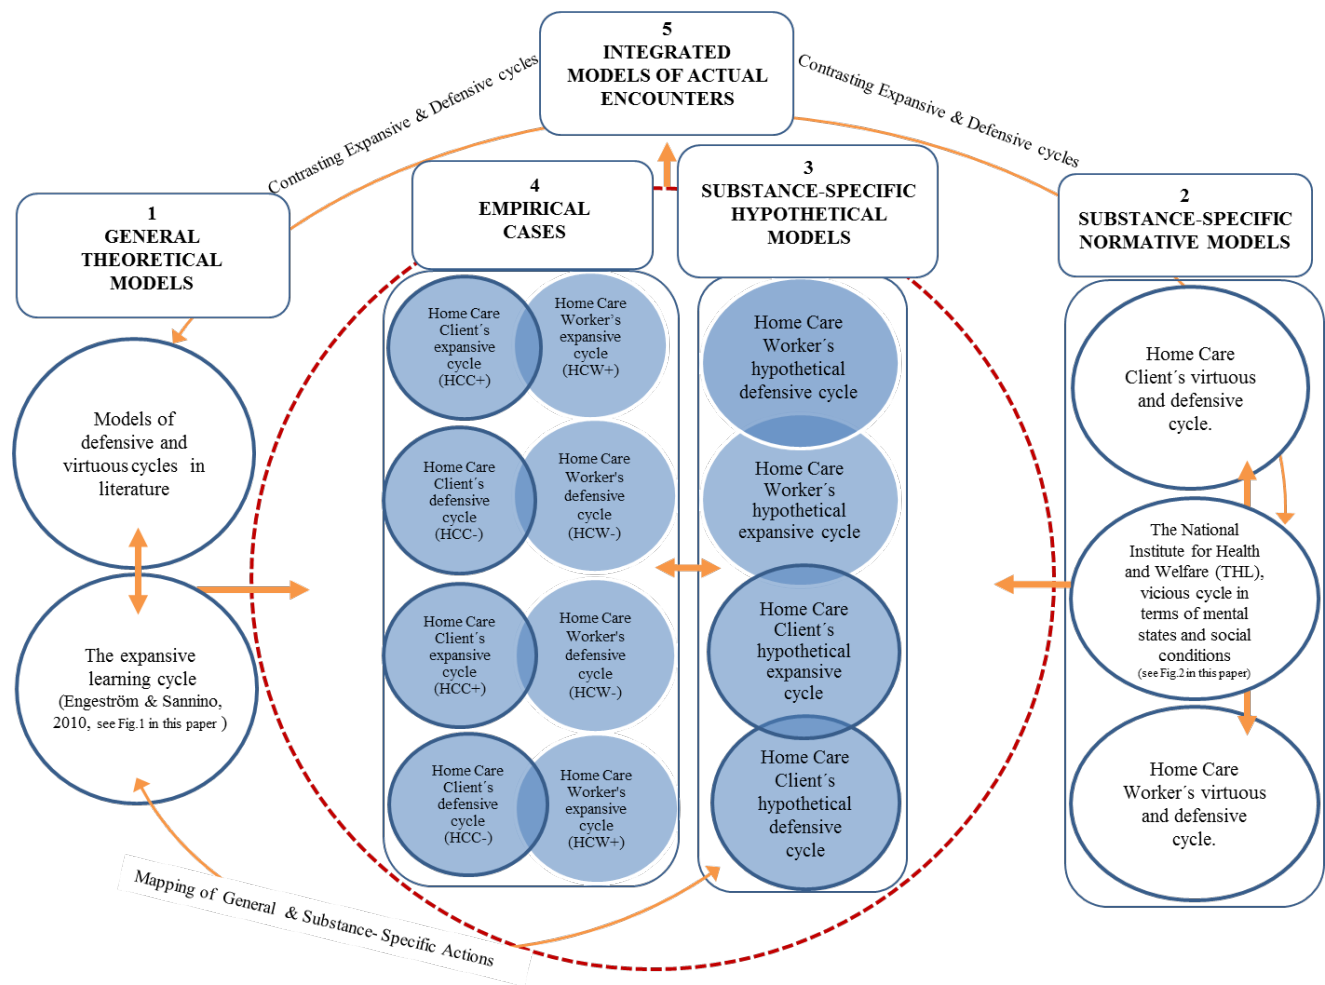 5
INTEGRATED
MODELS OF ACTUAL
ENCOUNTERS
Contrasting Expansive & Defensive cycles
Contrasting Expansive & Defensive cycles
1
GENERAL
THEORETICAL
MODELS
4
EMPIRICAL
CASES
3
SUBSTANCE-SPECIFIC
HYPOTHETICAL
MODELS
2
SUBSTANCE-SPECIFIC
NORMATIVE MODELS
Models of
defensive and
virtuous cycles in
literature
The expansive
learning cycle
(Engeström & Sannino,
2010, see Fig.1 in this paper )
Home Care
Client´s
expansive
cycle
(HCC+)
Home Care
Worker's
expansive
cycle
(HCW+)
Home Care
Client´s
defensive
cycle
(HCC-)
Home Care
Worker's
defensive
cycle
(HCW-)
Home Care
Client´s
expansive
cycle
(HCC+)
Home Care
Worker's
defensive
cycle
(HCW-)
Home Care
Client´s
defensive
cycle
(HCC-)
Home Care
Worker's
expansive
cycle
(HCW+)
Home Care
Worker´s
hypothetical
defensive cycle
Home Care
Worker´s
hypothetical
expansive cycle
Home Care
Client´s
hypothetical
expansive
cycle
Home Care
Client´s
hypothetical
defensive
cycle
Home Care
Client´s virtuous
and defensive
cycle.
The National
Institute for Health
and Welfare (THL),
vicious cycle in
terms of mental
states and social
conditions
(see Fig.2 in this paper)
Home Care
Worker´s virtuous
and defensive
cycle.
Mapping of General & Substance- Specific Actions